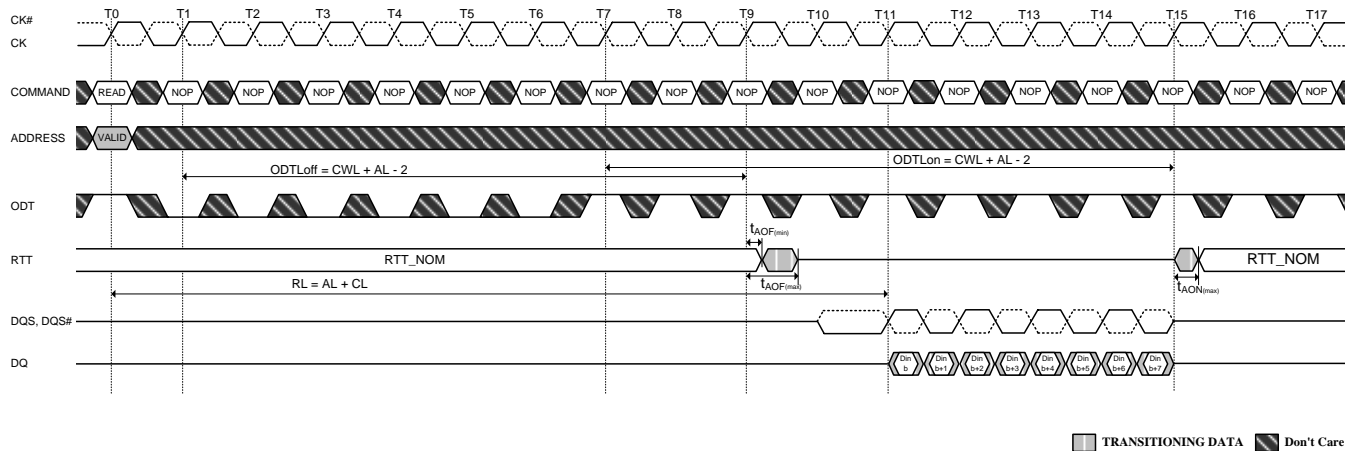 T0 T1 T2 T3 T4 T5 T6 T7 T8 T9 T10 T11 T12 T13 T14 T15 T16 T17
CK#
CK
COMMAND READ NOP NOP NOP NOP NOP NOP NOP NOP NOP NOP NOP NOP NOP NOP NOP NOP NOP
ADDRESS VALID
ODTLoff = CWL + AL - 2
ODTLon = CWL + AL - 2
ODT
tAOF(min)
RTT RTT_NOM RTT_NOM
tAOF(max)
tAON(max)
RL = AL + CL
DQS, DQS#
DQ Din b Din b+1 Din b+2 Din b+3 Din b+4 Din b+5 Din b+6 Din b+7
TRANSITIONING DATA Don't Care